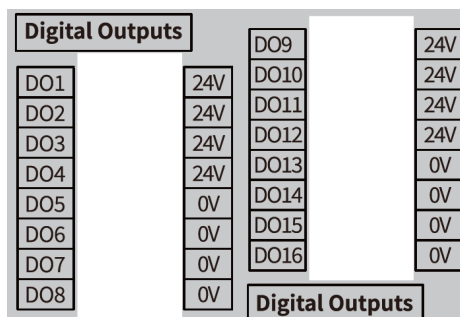 Digital Outputs
DO1 24V
DO2 24V
DO3 24V
DO4 24V
DO5 0V
DO6 0V
DO7 0V
DO8 0V
DO9 24V
DO10 24V
DO11 24V
DO12 24V
DO13 0V
DO14 0V
DO15 0V
DO16 0V
Digital Outputs